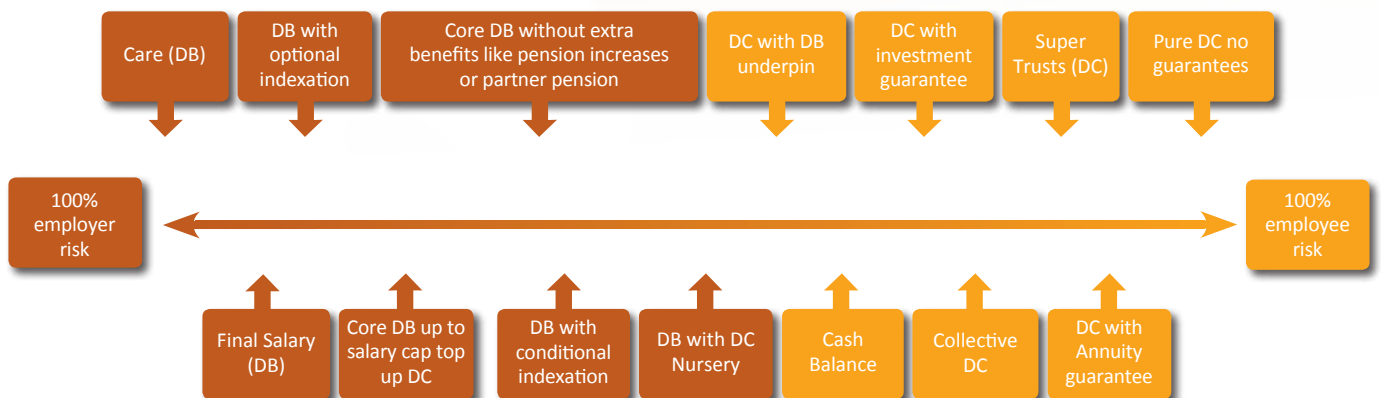 Care (DB)
DB with
optional
indexation
Core DB without extra
benefits like pension increases
or partner pension
DC with DB
underpin
DC with
investment
guarantee
Super
Trusts (DC)
Pure DC no
guarantees
100%
employer
risk
100%
employee
risk
Final Salary
(DB)
Core DB up to
salary cap top
up DC
DB with
conditional
indexation
DB with DC
Nursery
Cash
Balance
Collective
DC
DC with
Annuity
guarantee